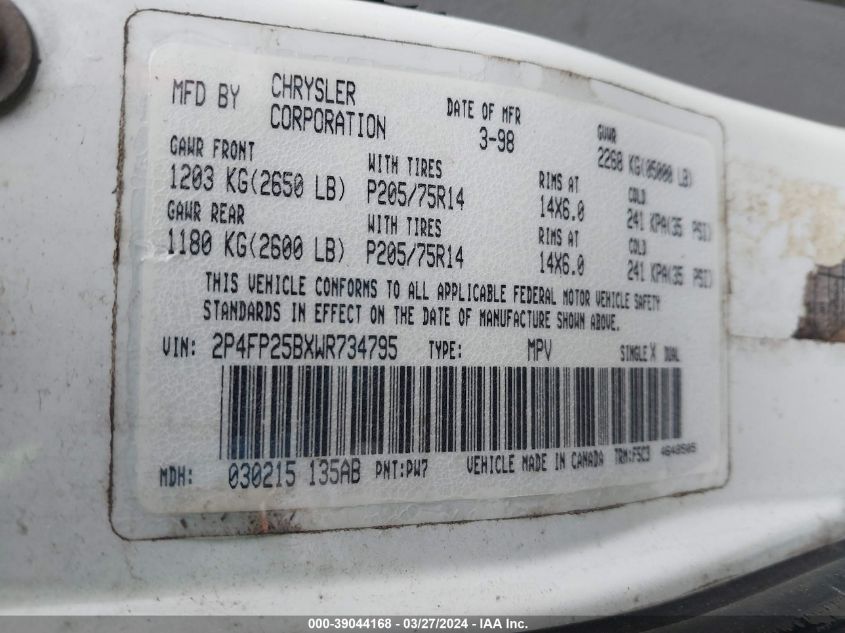 MFD BY CHRYSLER CORPORATION DATE OF MFR 3-98 GVWR 2268 KG(05000 LB)
GAWR FRONT WITH TIRES RIMS AT COLD
1203 KG(2650 LB) P205/75R14 14X6.0 241 KPA(35 PSI)
GAWR REAR WITH TIRES RIMS AT COLD
1180 KG(2600 LB) P205/75R14 14X6.0 241 KPA(35 PSI)
THIS VEHICLE CONFORMS TO ALL APPLICABLE FEDERAL MOTOR VEHICLE SAFETY
STANDARDS IN EFFECT ON THE DATE OF MANUFACTURE SHOWN ABOVE.
VIN: 2P4FP25BXWR734795 TYPE: MPV SINGLE X DUAL
MDH: 030215 135AB PNT:PW7 VEHICLE MADE IN CANADA TRM:F5C3 4648505
000-39044168 - 03/27/2024 - IAA Inc.